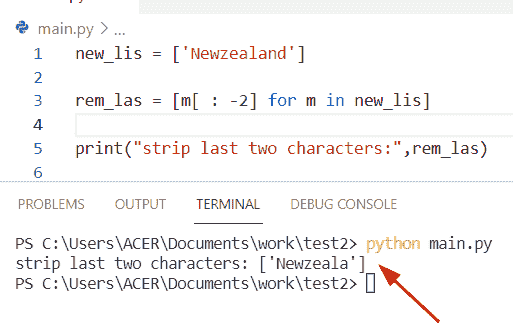 main.py > ...
1 new_lis = ['Newzealand']
2
3 rem_las = [m[ : -2] for m in new_lis]
4
5 print("strip last two characters:",rem_las)
6
PROBLEMS OUTPUT TERMINAL DEBUG CONSOLE
PS C:\Users\ACER\Documents\work\test2> python main.py
strip last two characters: ['Newzeala']
PS C:\Users\ACER\Documents\work\test2>